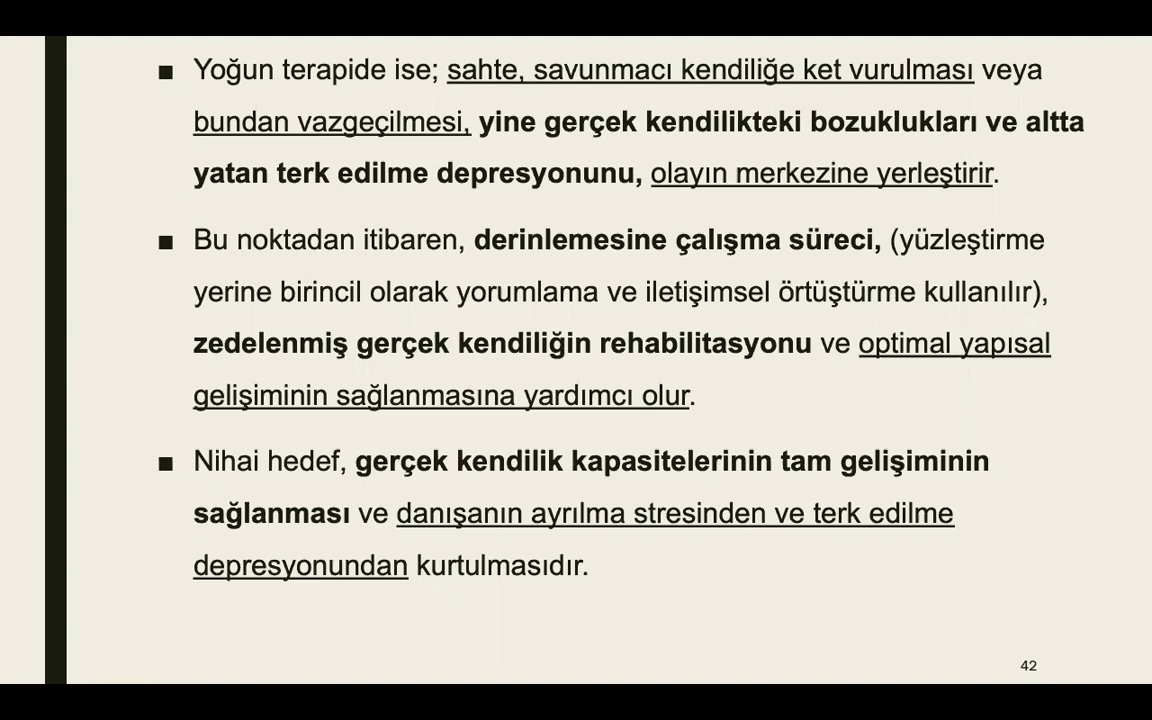 ■ Yoğun terapide ise; sahte, savunmacı kendiliğe ket vurulması veya
bundan vazgeçilmesi, yine gerçek kendilikteki bozuklukları ve altta
yatan terk edilme depresyonunu, olayın merkezine yerleştirir.
■ Bu noktadan itibaren, derinlemesine çalışma süreci, (yüzleştirme
yerine birincil olarak yorumlama ve iletişimsel örtüştürme kullanılır),
zedelenmiş gerçek kendiliğin rehabilitasyonu ve optimal yapısal
gelişiminin sağlanmasına yardımcı olur.
■ Nihai hedef, gerçek kendilik kapasitelerinin tam gelişiminin
sağlanması ve danışanın ayrılma stresinden ve terk edilme
depresyonundan kurtulmasıdır.
42